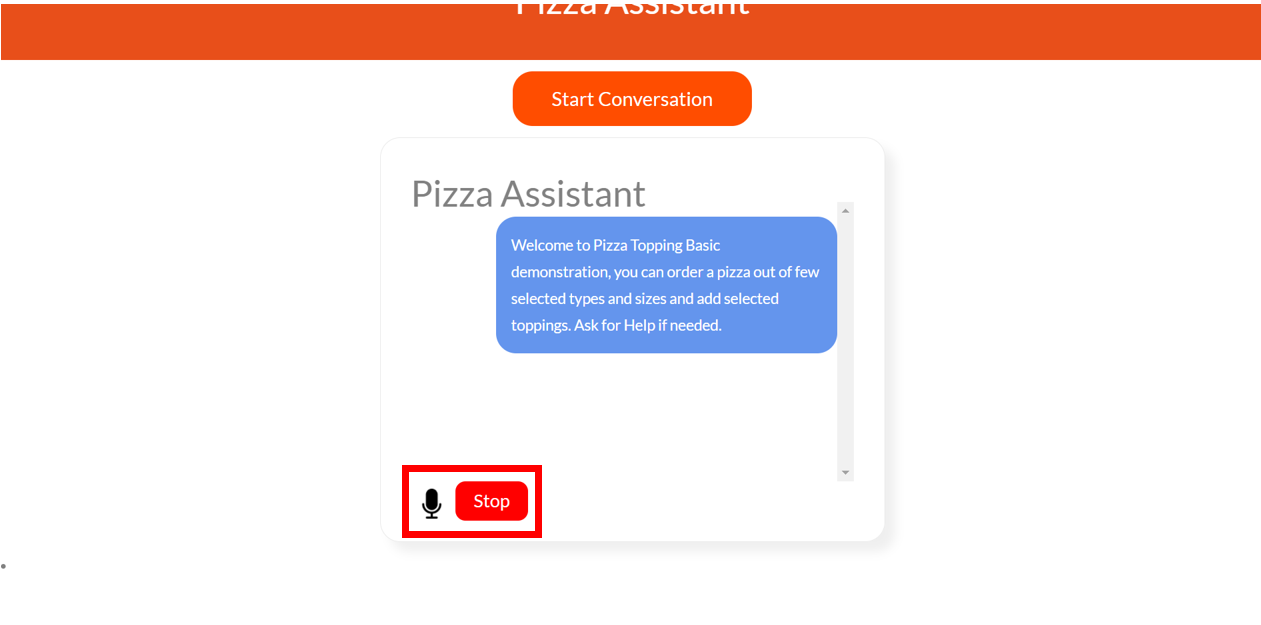 Pizza Assistant
Start Conversation
Pizza Assistant
Welcome to Pizza Topping Basic
demonstration, you can order a pizza out of few
selected types and sizes and add selected
toppings. Ask for Help if needed.
Stop